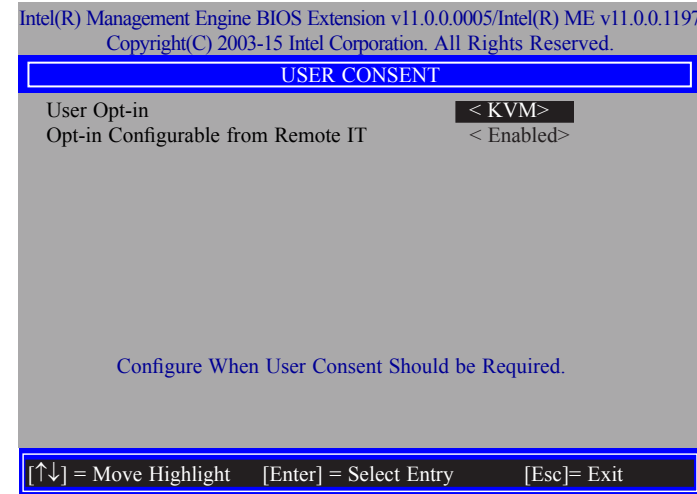 Intel(R) Management Engine BIOS Extension v11.0.0.0005/Intel(R) ME v11.0.0.1197
Copyright(C) 2003-15 Intel Corporation. All Rights Reserved.
USER CONSENT
User Opt-in < KVM>
Opt-in Configurable from Remote IT < Enabled>
Configure When User Consent Should be Required.
[↑↓] = Move Highlight [Enter] = Select Entry [Esc]= Exit